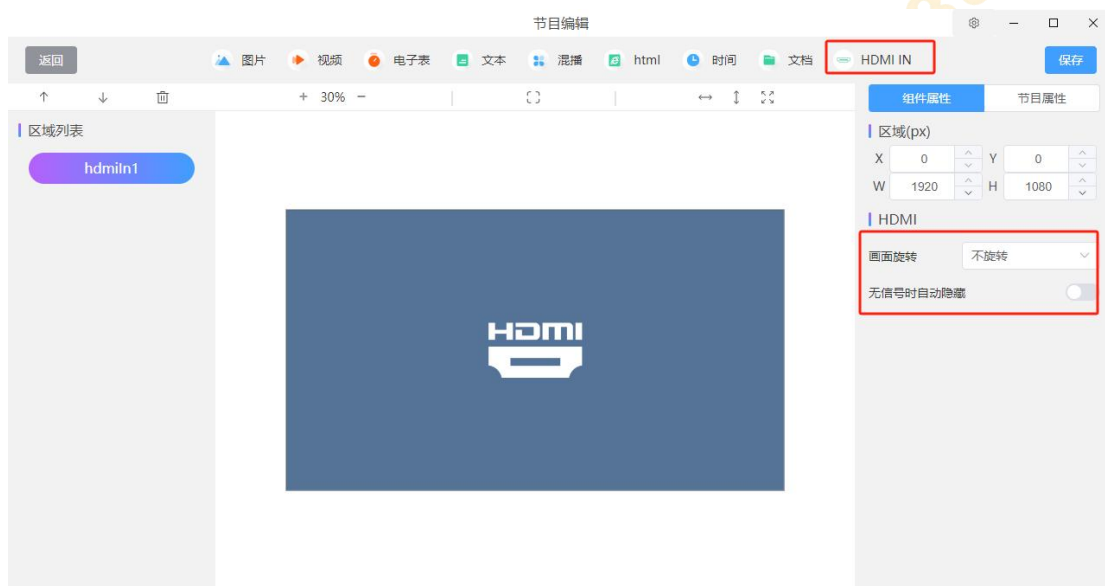 节目编辑
返回 图片 视频 电子表 文本 混播 html 时间 文档 HDMI IN 保存
+ 30% − 组件属性 节目属性
区域列表 区域(px)
hdmiIn1 X 0 Y 0
W 1920 H 1080
HDMI
画面旋转 不旋转
无信号时自动隐藏
HDMI